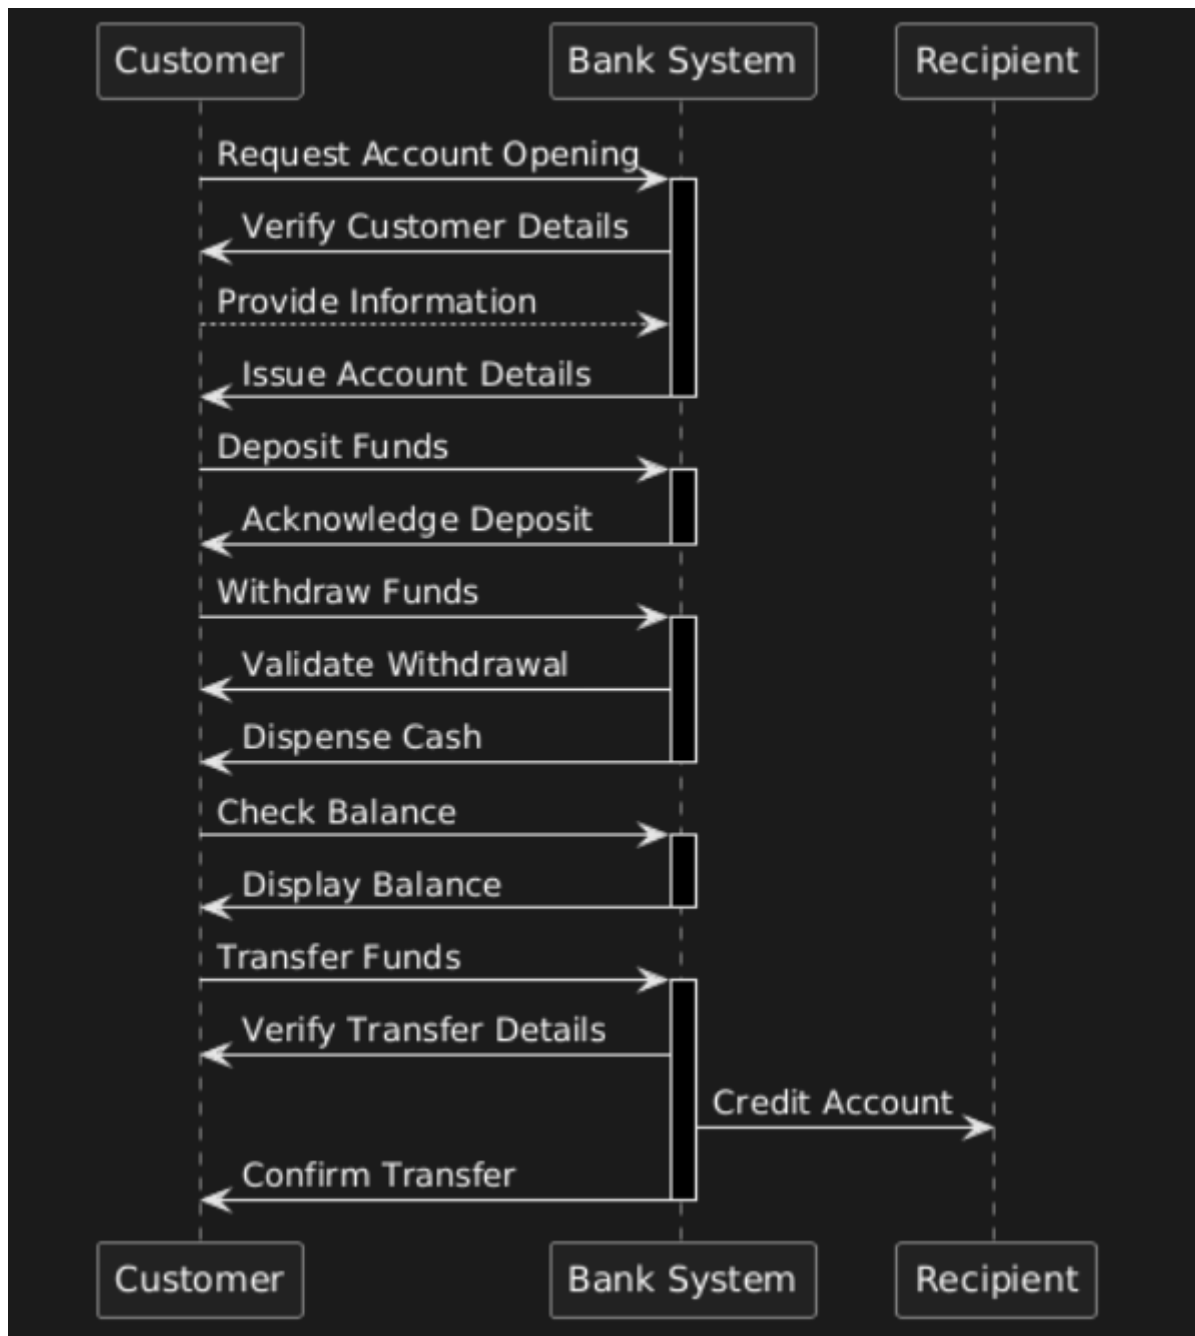 Customer
Bank System
Recipient
Request Account Opening
Verify Customer Details
Provide Information
Issue Account Details
Deposit Funds
Acknowledge Deposit
Withdraw Funds
Validate Withdrawal
Dispense Cash
Check Balance
Display Balance
Transfer Funds
Verify Transfer Details
Credit Account
Confirm Transfer
Customer
Bank System
Recipient